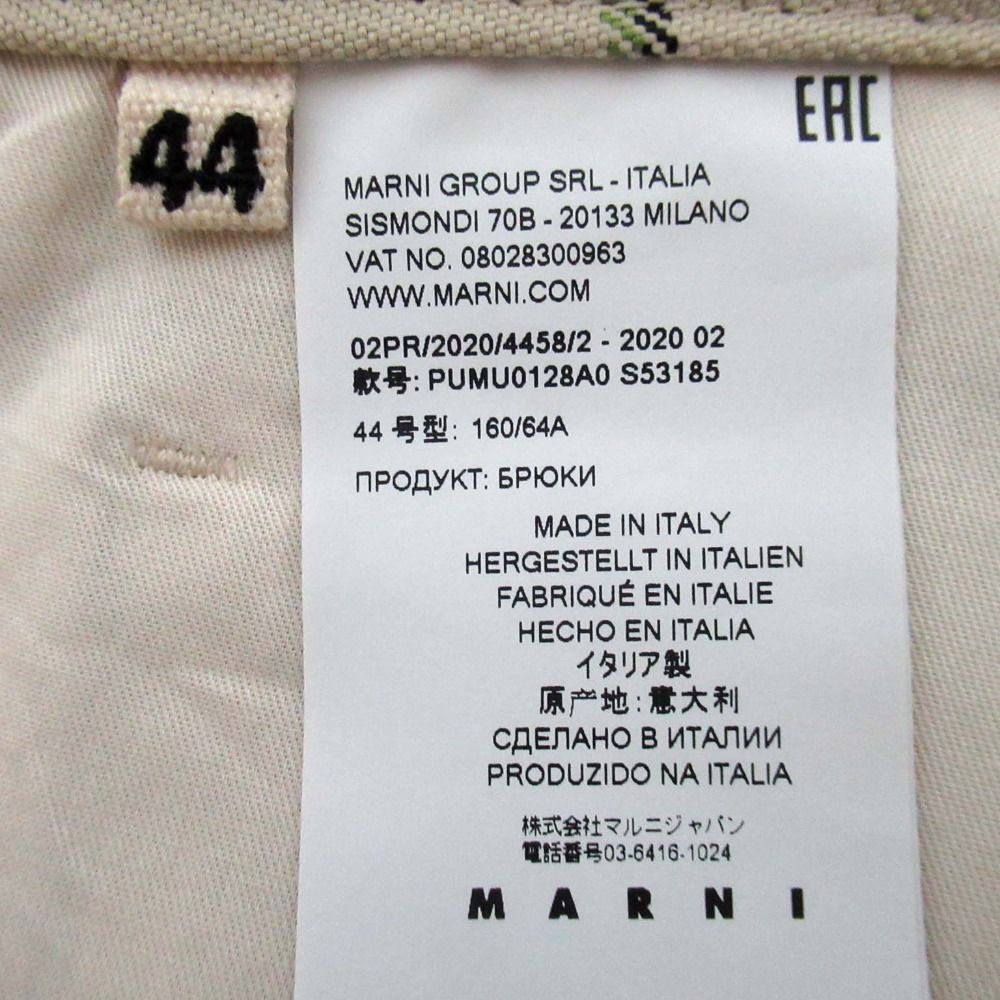 44
EAC
MARNI GROUP SRL - ITALIA
SISMONDI 70B - 20133 MILANO
VAT NO. 08028300963
WWW.MARNI.COM
02PR/2020/4458/2 - 2020 02
款号: PUMU0128A0 S53185
44 号型: 160/64A
ПРОДУКТ: БРЮКИ
MADE IN ITALY
HERGESTELLT IN ITALIEN
FABRIQUÉ EN ITALIE
HECHO EN ITALIA
イタリア製
原产地: 意大利
СДЕЛАНО В ИТАЛИИ
PRODUZIDO NA ITALIA
株式会社マルニジャパン
電話番号03-6416-1024
MARNI